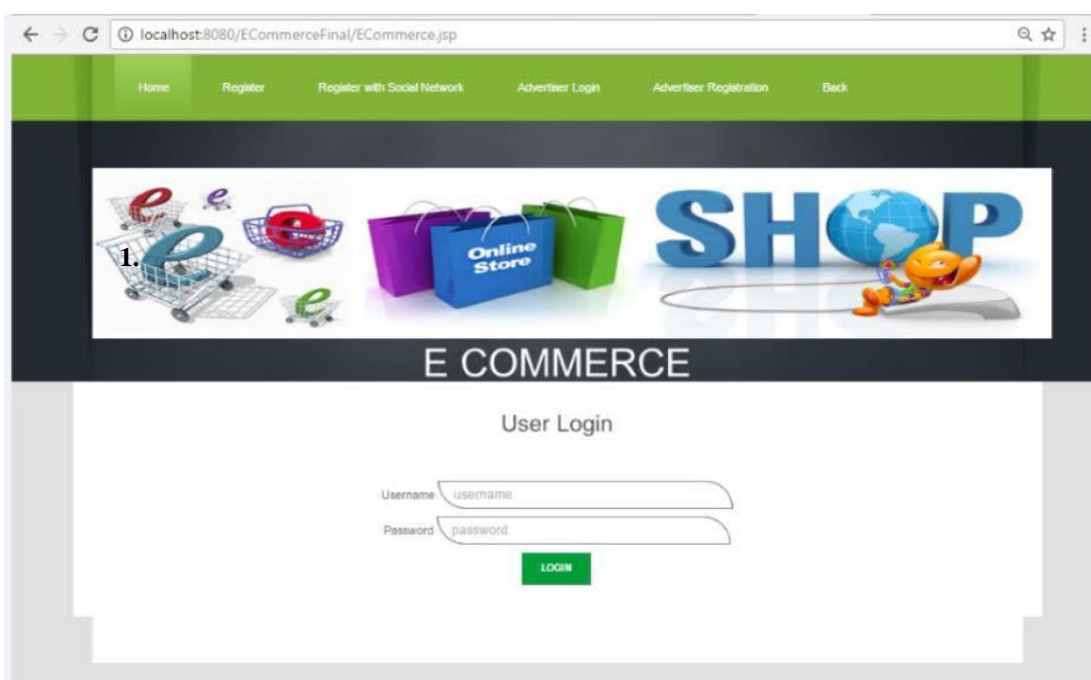 localhost:8080/ECommerceFinal/ECommerce.jsp
Home Register Register with Social Network Advertiser Login Advertiser Registration Back
e e e e e
1.
Online
Store
SHOP
E COMMERCE
User Login
Username username
Password password
LOGIN